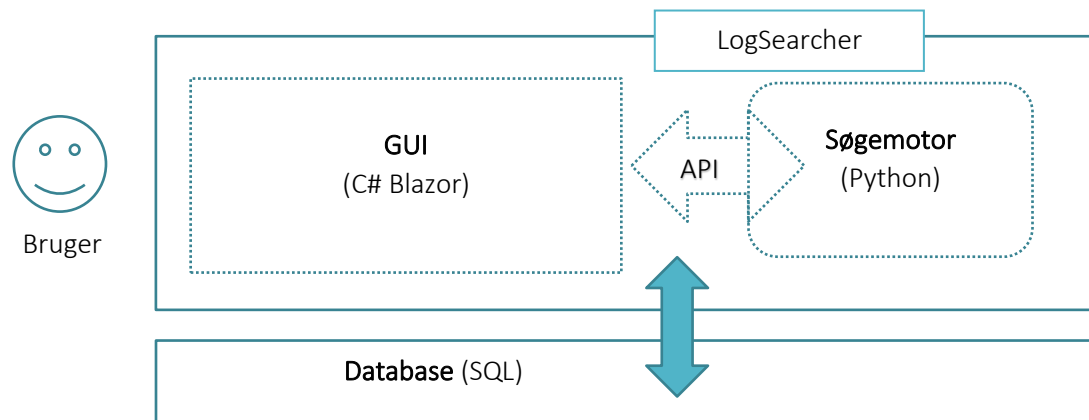 LogSearcher
GUI
(C# Blazor)
API
Søgemotor
(Python)
Bruger
Database (SQL)